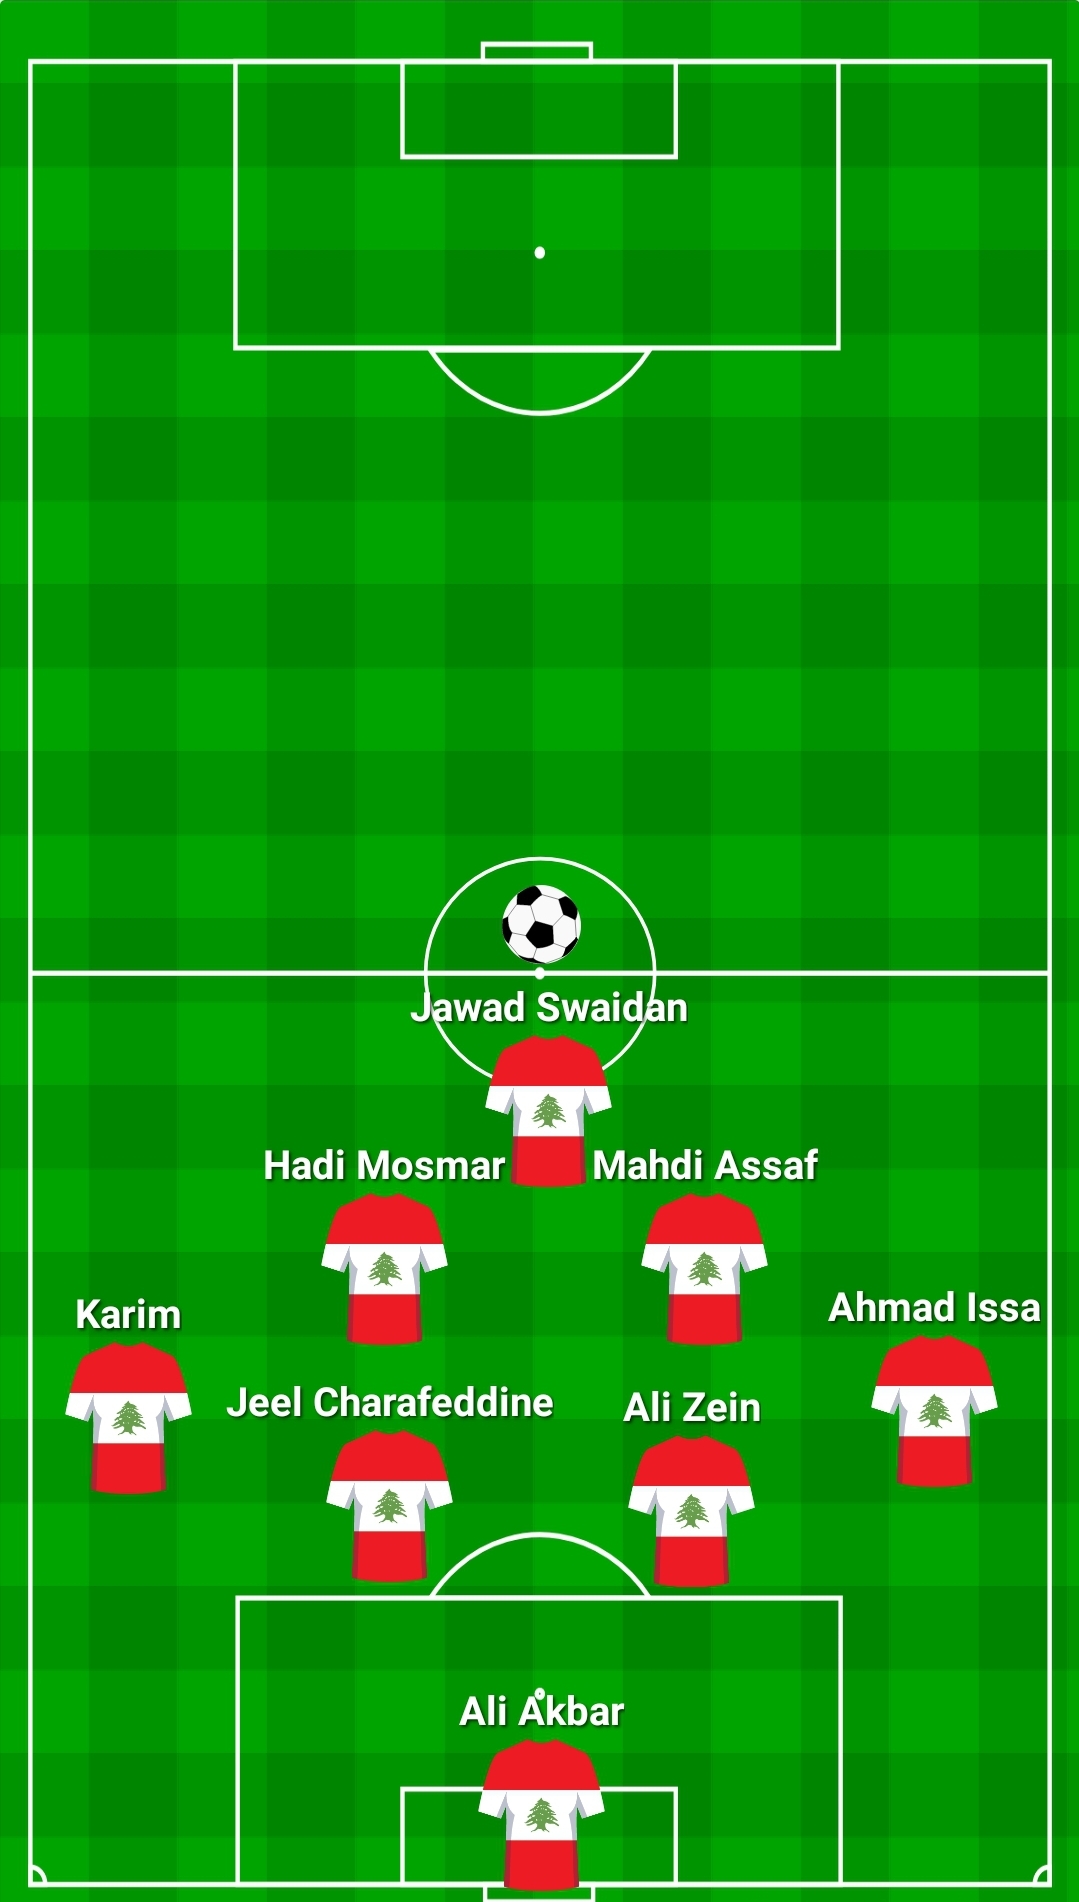 Jawad Swaidan
Hadi Mosmar
Mahdi Assaf
Karim
Ahmad Issa
Jeel Charafeddine
Ali Zein
Ali Akbar